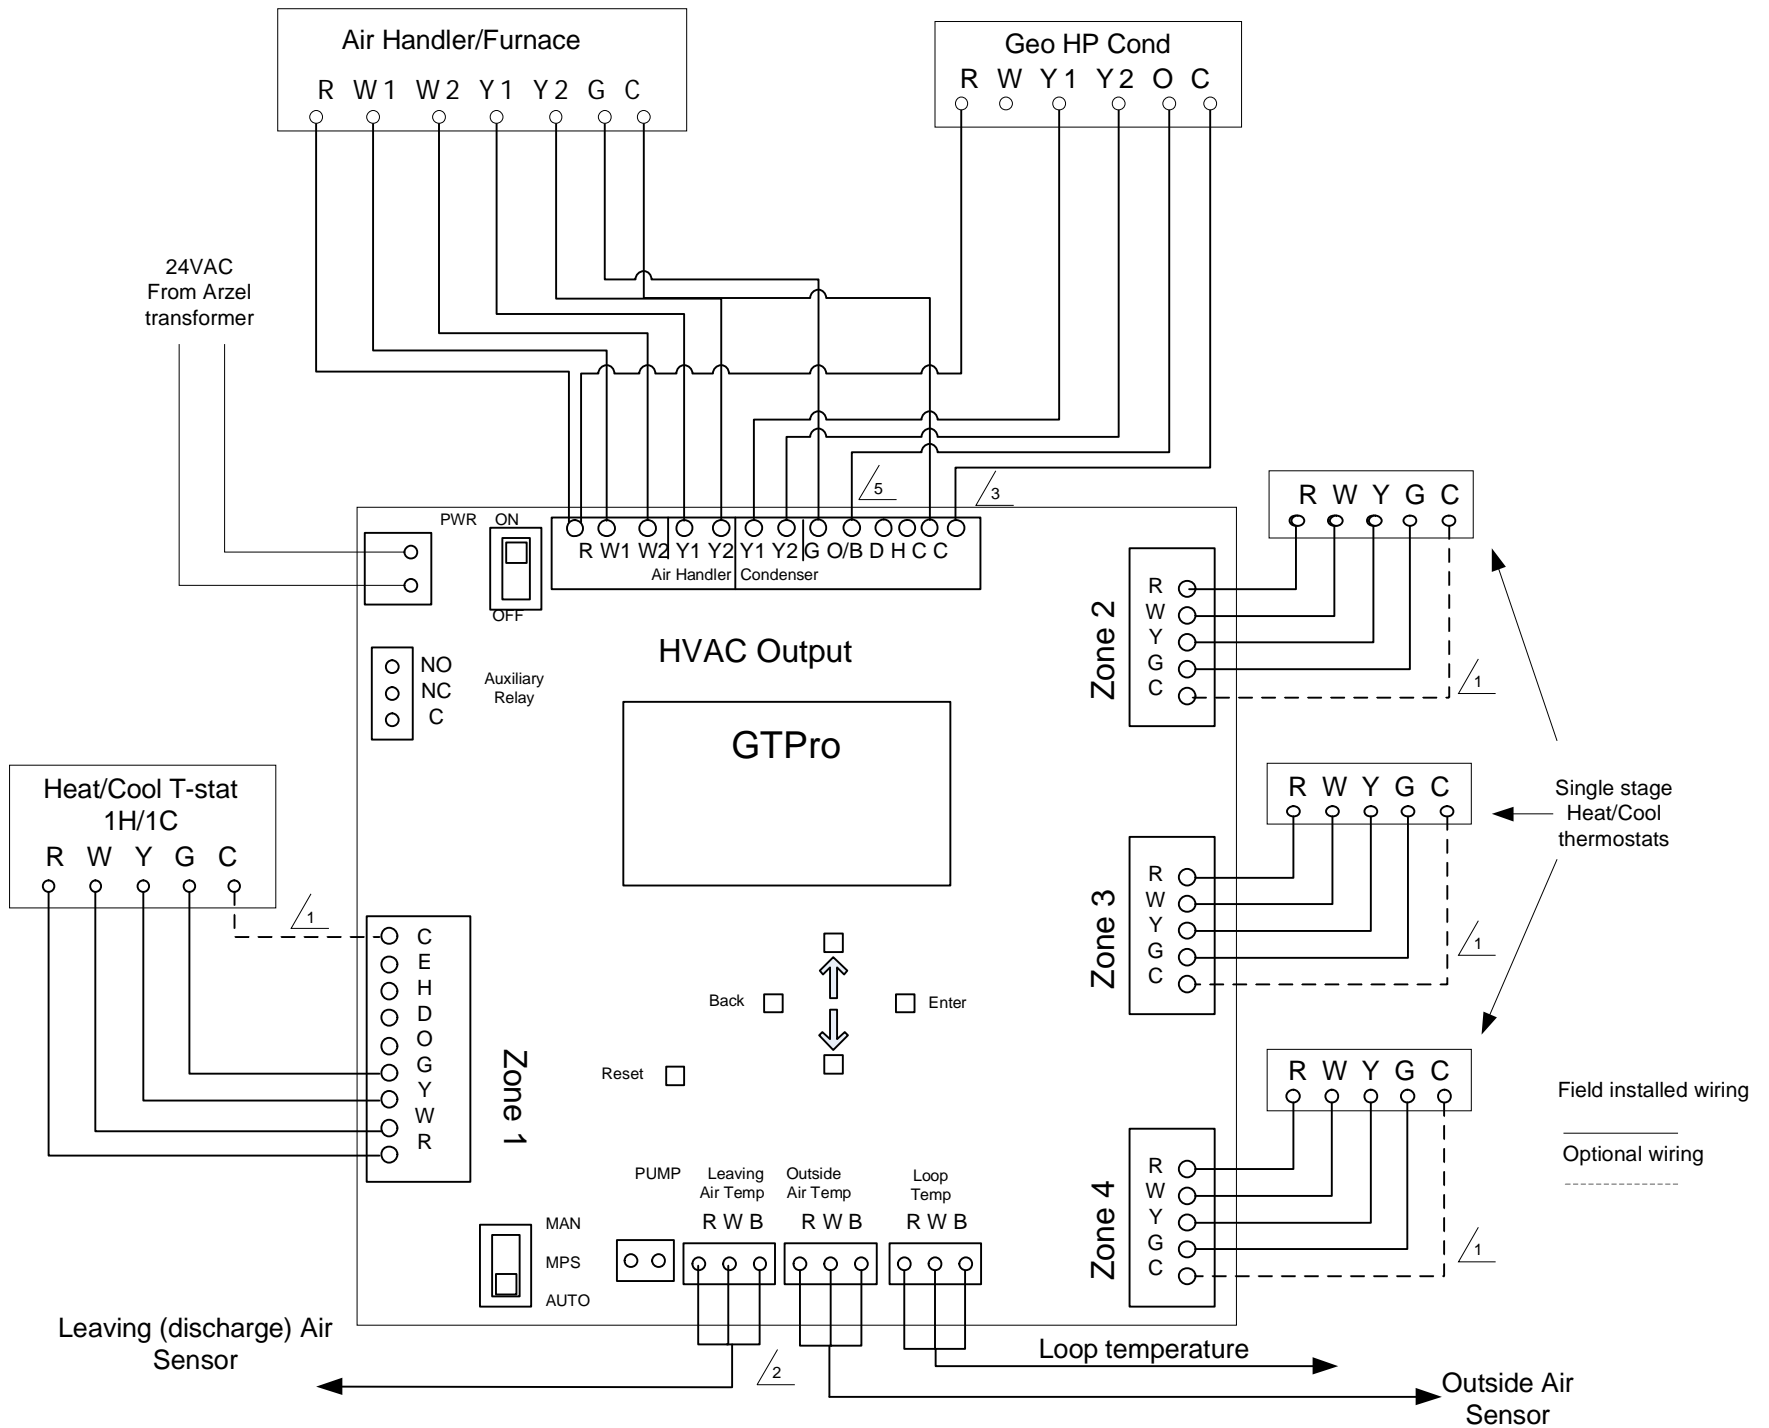 Air Handler/Furnace
R W1 W2 Y1 Y2 G C
Geo HP Cond
R W Y1 Y2 O C
24VAC
From Arzel
transformer
5
3
PWR ON
OFF
R W1 W2 Y1 Y2 Y1 Y2 G O/B D H C C
Air Handler Condenser
HVAC Output
NO
NC
C
Auxiliary
Relay
GTPro
R W Y G C
Zone 2
R
W
Y
G
C
1
Heat/Cool T-stat
1H/1C
R W Y G C
1
C
E
H
D
O
G
Y
W
R
Zone 1
R W Y G C
Zone 3
R
W
Y
G
C
1
Single stage
Heat/Cool
thermostats
Back
Enter
Reset
R W Y G C
Zone 4
R
W
Y
G
C
1
Field installed wiring
Optional wiring
PUMP
Leaving
Air Temp
R W B
Outside
Air Temp
R W B
Loop
Temp
R W B
MAN
MPS
AUTO
Leaving (discharge) Air
Sensor
2
Loop temperature
Outside Air
Sensor